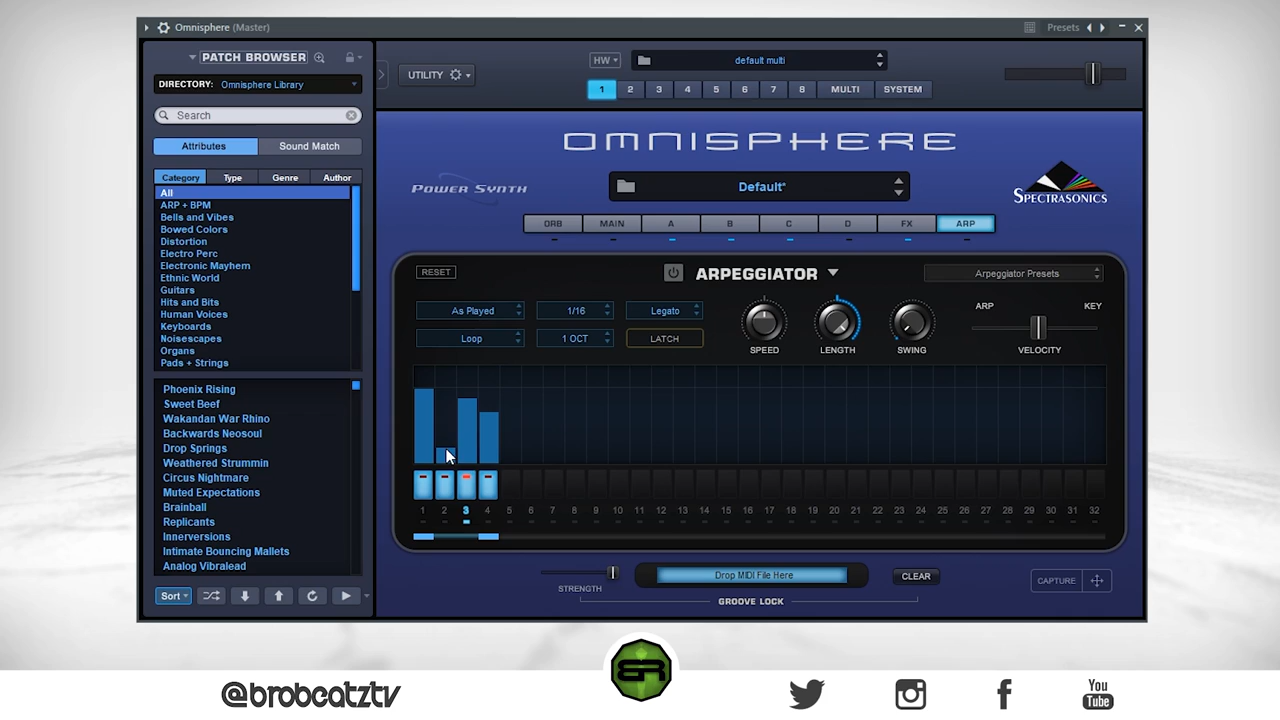 Omnisphere (Master)
Presets
PATCH BROWSER
DIRECTORY: Omnisphere Library
Search
Attributes
Sound Match
Category
Type
Genre
Author
All
ARP + BPM
Bells and Vibes
Bowed Colors
Distortion
Electro Perc
Electronic Mayhem
Ethnic World
Guitars
Hits and Bits
Human Voices
Keyboards
Noisescapes
Organs
Pads + Strings
Phoenix Rising
Sweet Beef
Wakandan War Rhino
Backwards Neosoul
Drop Springs
Weathered Strummin
Circus Nightmare
Muted Expectations
Brainball
Replicants
Innerversions
Intimate Bouncing Mallets
Analog Vibralead
Sort
UTILITY
HW
default multi
1 2 3 4 5 6 7 8 MULTI SYSTEM
OMNISPHERE
POWER SYNTH
Default*
SPECTRASONICS
ORB MAIN A B C D FX ARP
RESET
ARPEGGIATOR
Arpeggiator Presets
As Played
1/16
Legato
Loop
1 OCT
LATCH
SPEED
LENGTH
SWING
ARP
KEY
VELOCITY
1 2 3 4 5 6 7 8 9 10 11 12 13 14 15 16 17 18 19 20 21 22 23 24 25 26 27 28 29 30 31 32
STRENGTH
Drop MIDI File Here
CLEAR
CAPTURE
GROOVE LOCK
@brobeatztv
BR
You
Tube